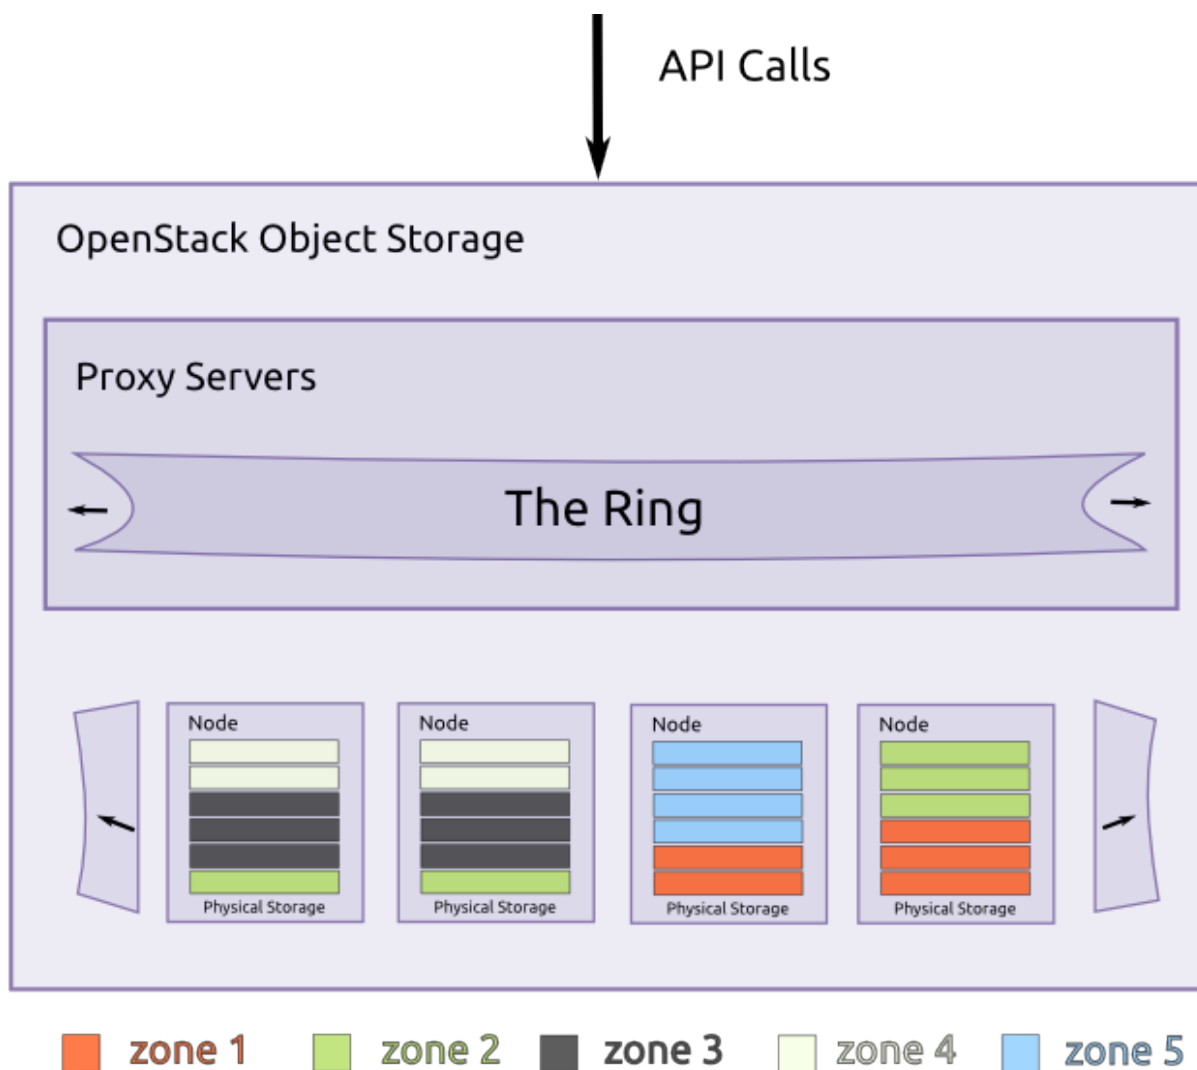 API Calls
OpenStack Object Storage
Proxy Servers
The Ring
Node
Node
Node
Node
Physical Storage
Physical Storage
Physical Storage
Physical Storage
zone 1
zone 2
zone 3
zone 4
zone 5